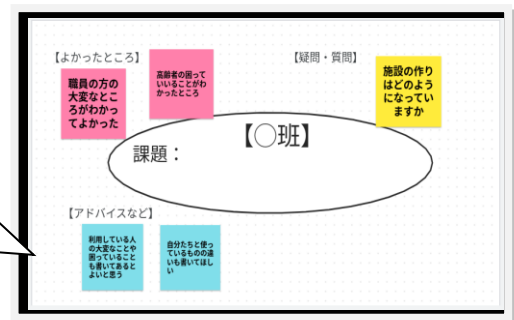 【よかったところ】
職員の方の
大変なとこ
ろがわかっ
てよかった
高齢者の困って
いいることがわ
かったところ
【疑問・質問】
施設の作り
はどのよう
になってい
ますか
【〇班】
課題：
【アドバイスなど】
利用している人
の大変なことや
困っていること
も書いてあると
よいと思う
自分たちと使っ
ているものの違
いも書いてほし
い